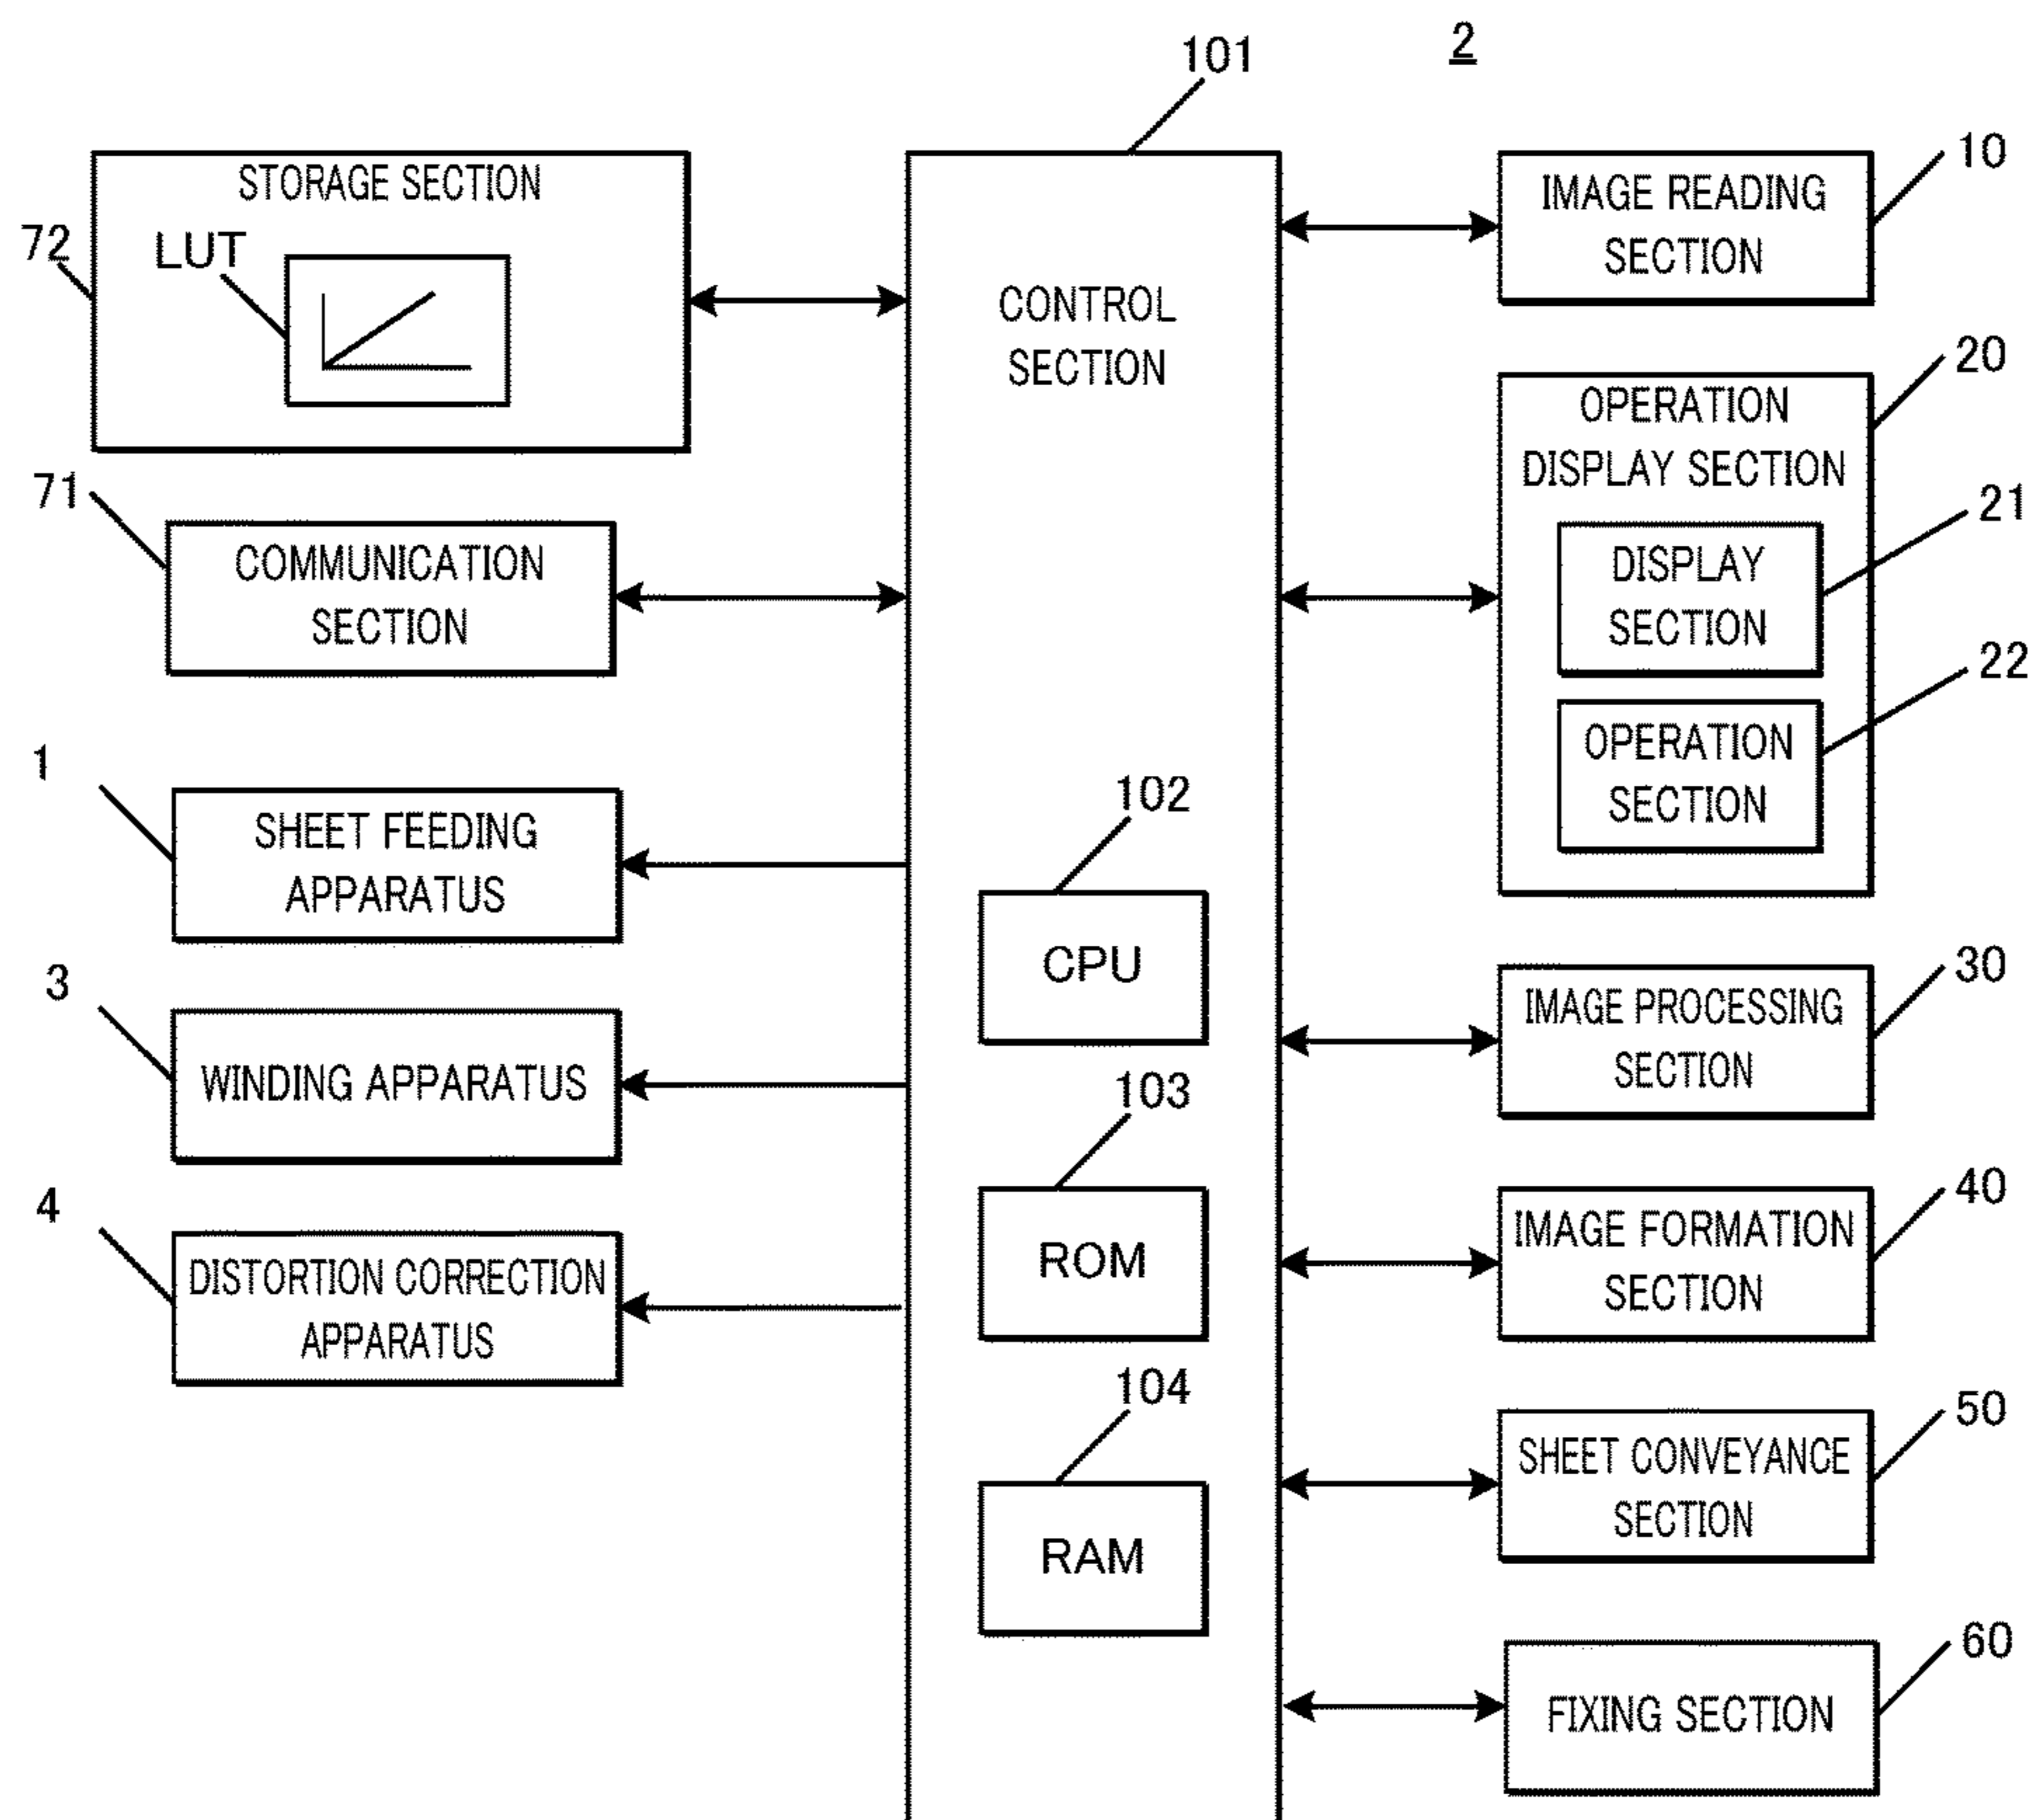 2
101
STORAGE SECTION
72
LUT
71
COMMUNICATION
SECTION
1
SHEET FEEDING
APPARATUS
3
WINDING APPARATUS
4
DISTORTION CORRECTION
APPARATUS
CONTROL
SECTION
102
CPU
103
ROM
104
RAM
10
IMAGE READING
SECTION
20
OPERATION
DISPLAY SECTION
21
DISPLAY
SECTION
22
OPERATION
SECTION
30
IMAGE PROCESSING
SECTION
40
IMAGE FORMATION
SECTION
50
SHEET CONVEYANCE
SECTION
60
FIXING SECTION